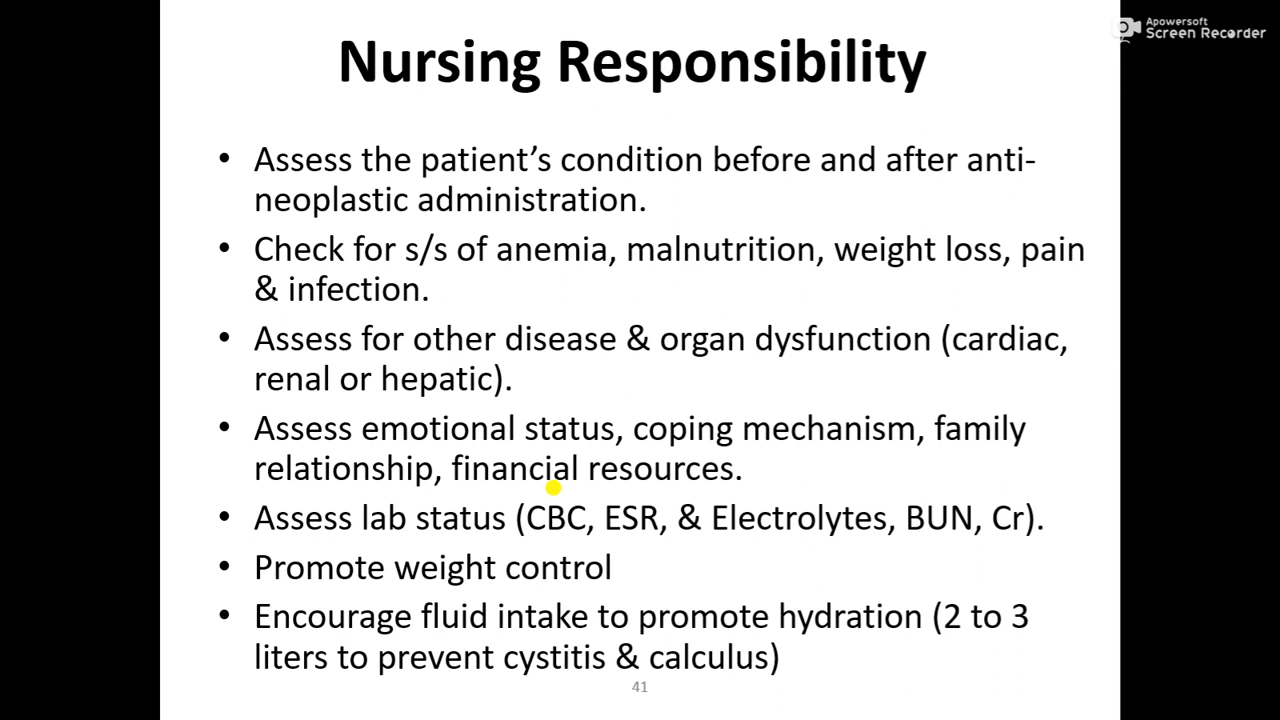 Apowersoft
Screen Recorder
Nursing Responsibility
• Assess the patient’s condition before and after anti-
neoplastic administration.
• Check for s/s of anemia, malnutrition, weight loss, pain
& infection.
• Assess for other disease & organ dysfunction (cardiac,
renal or hepatic).
• Assess emotional status, coping mechanism, family
relationship, financial resources.
• Assess lab status (CBC, ESR, & Electrolytes, BUN, Cr).
• Promote weight control
• Encourage fluid intake to promote hydration (2 to 3
liters to prevent cystitis & calculus)
41